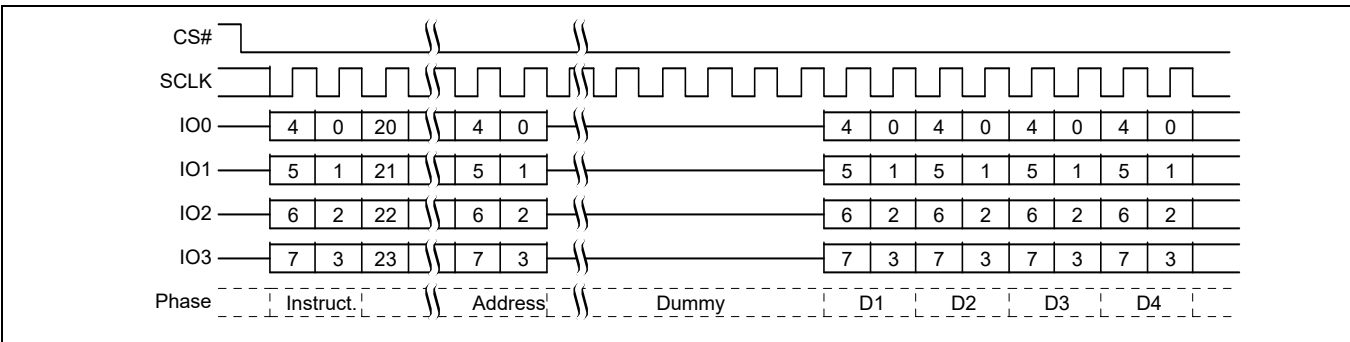 CS#
SCLK
IO0 4 0 20 4 0 4 0 4 0 4 0 4 0
IO1 5 1 21 5 1 5 1 5 1 5 1 5 1
IO2 6 2 22 6 2 6 2 6 2 6 2 6 2
IO3 7 3 23 7 3 7 3 7 3 7 3 7 3
Phase Instruct. Address Dummy D1 D2 D3 D4